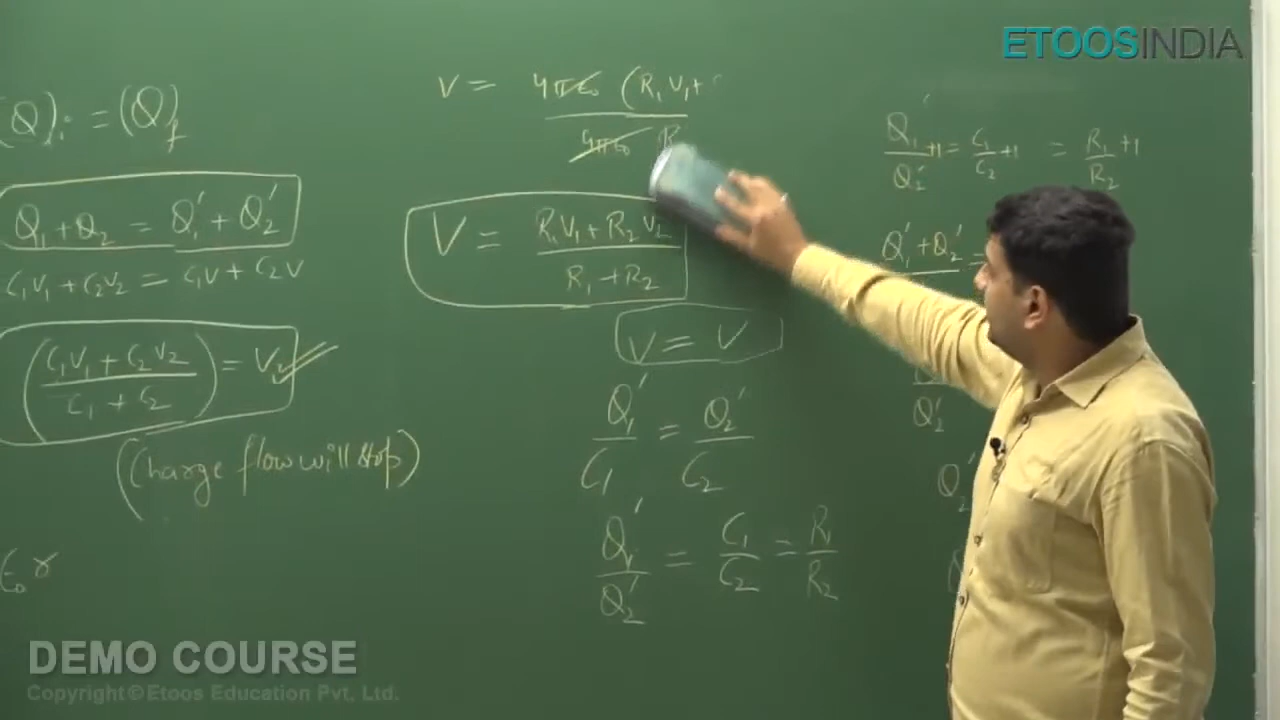 ETOOSINDIA
(Q)i = (Q)f
Q1+Q2 = Q1' + Q2'
C1V1+C2V2 = C1V + C2V
(C1V1 + C2V2 / C1 + C2) = V
(Charge flow will stop)
V = 4πε0 (R1V1+ / 4πε0 R
V = R1V1+R2V2 / R1+R2
V = V
Q1'/C1 = Q2'/C2
Q1'/Q2' = C1/C2 = R1/R2
Q1'/Q2' +1 = C1/C2 +1 = R1/R2 +1
Q1' + Q2' =
Q2'
Q2'
DEMO COURSE
Copyright©Etoos Education Pvt. Ltd.